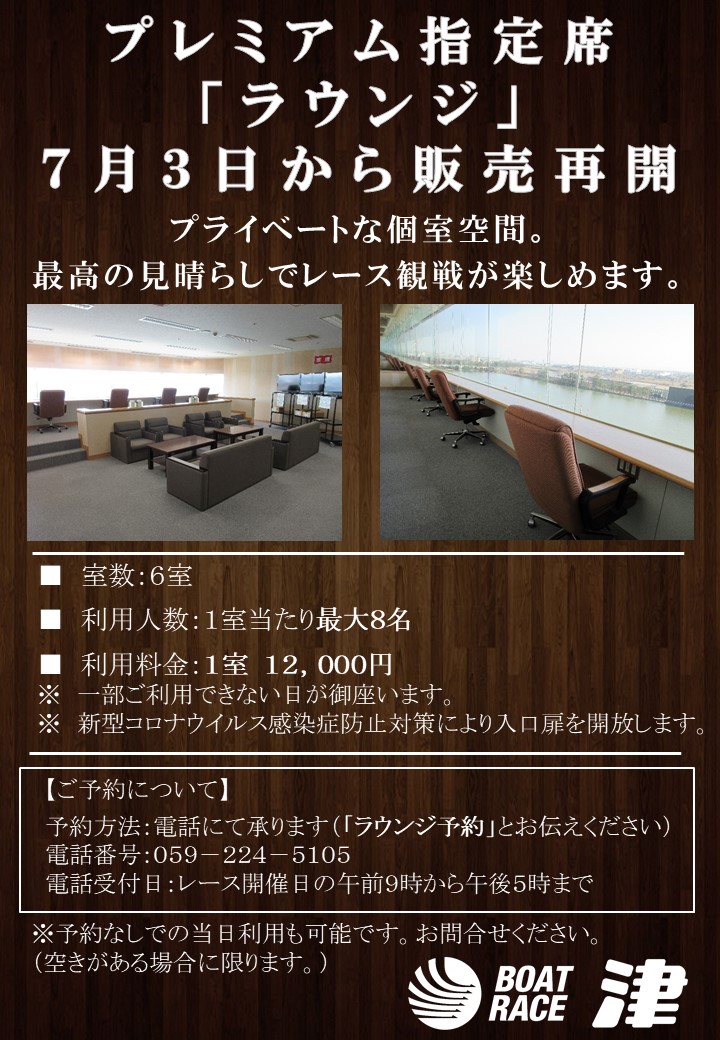 プレミアム指定席
「ラウンジ」
7月3日から販売再開
プライベートな個室空間。
最高の見晴らしでレース観戦が楽しめます。
■ 室数:6室
■ 利用人数:1室当たり最大8名
■ 利用料金:1室 12,000円
※ 一部ご利用できない日が御座います。
※ 新型コロナウイルス感染症防止対策により入口扉を開放します。
【ご予約について】
予約方法:電話にて承ります(「ラウンジ予約」とお伝えください)
電話番号:059-224-5105
電話受付日:レース開催日の午前9時から午後5時まで
※予約なしでの当日利用も可能です。お問合せください。
(空きがある場合に限ります。)
BOAT
RACE
津